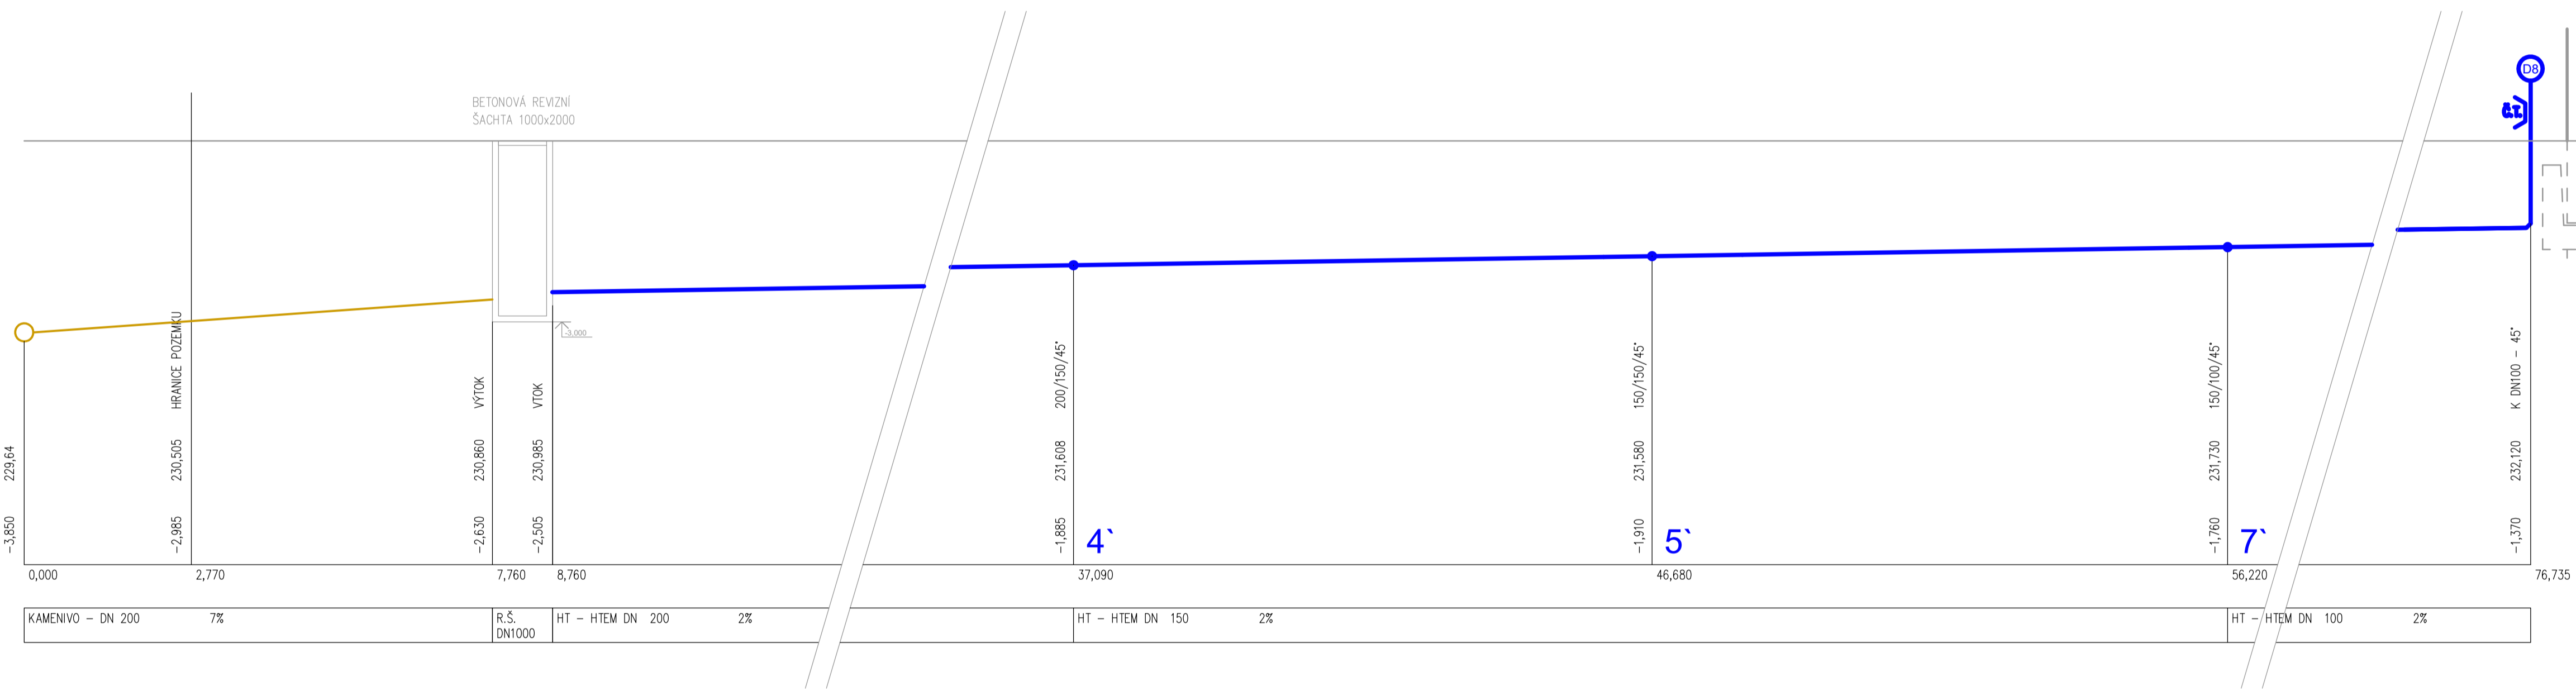 D8
Č.T.
BETONOVÁ REVIZNÍ
ŠACHTA 1000x2000
-3,000
HRANICE POZEMKU
VÝTOK
VTOK
200/150/45°
150/150/45°
150/100/45°
K DN100 - 45°
229,64
230,505
230,860
230,985
231,608
231,580
231,730
232,120
-3,850
-2,985
-2,630
-2,505
-1,885
4`
-1,910
5`
-1,760
7`
-1,370
0,000
2,770
7,760
8,760
37,090
46,680
56,220
76,735
KAMENIVO - DN 200 7%
R.Š.
DN1000
HT - HTEM DN 200 2%
HT - HTEM DN 150 2%
HT - HTEM DN 100 2%